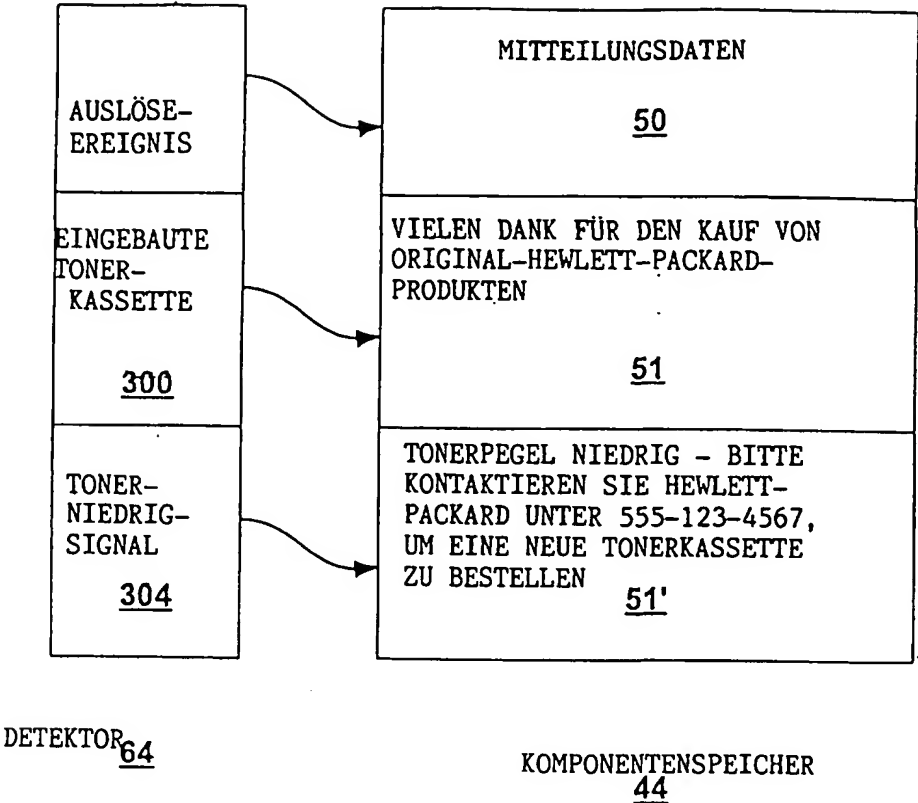 AUSLÖSE-
EREIGNIS
MITTEILUNGSDATEN
50
EINGEBAUTE
TONER-
KASSETTE
300
VIELEN DANK FÜR DEN KAUF VON
ORIGINAL-HEWLETT-PACKARD-
PRODUKTEN
51
TONER-
NIEDRIG-
SIGNAL
304
TONERPEGEL NIEDRIG - BITTE
KONTAKTIEREN SIE HEWLETT-
PACKARD UNTER 555-123-4567,
UM EINE NEUE TONERKASSETTE
ZU BESTELLEN
51'
DETEKTOR 64
KOMPONENTENSPEICHER
44